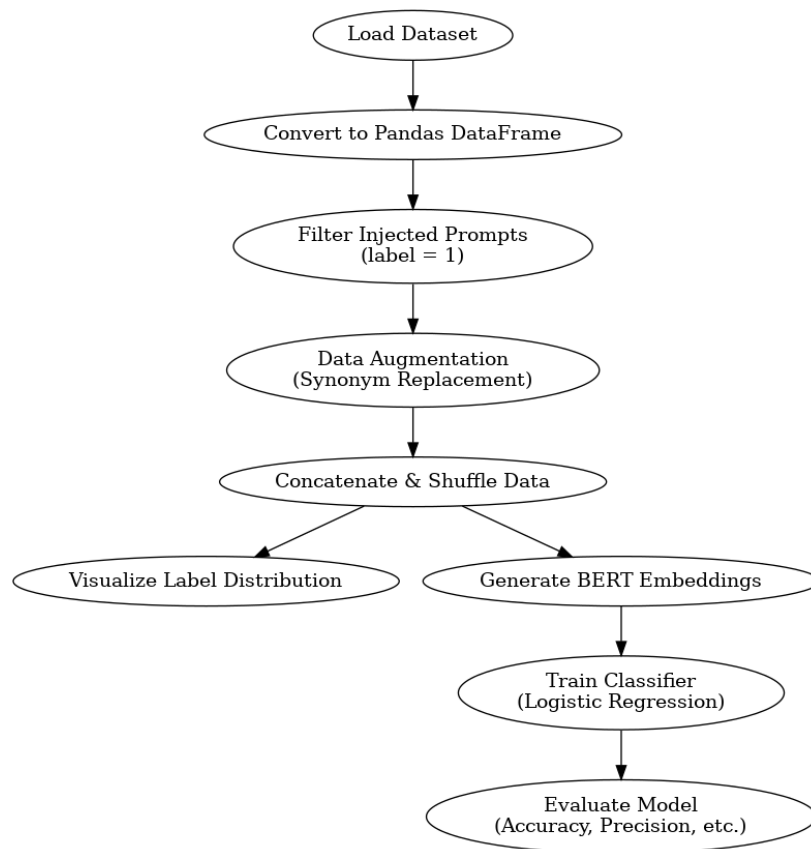 Load Dataset
Convert to Pandas DataFrame
Filter Injected Prompts
(label = 1)
Data Augmentation
(Synonym Replacement)
Concatenate & Shuffle Data
Visualize Label Distribution
Generate BERT Embeddings
Train Classifier
(Logistic Regression)
Evaluate Model
(Accuracy, Precision, etc.)